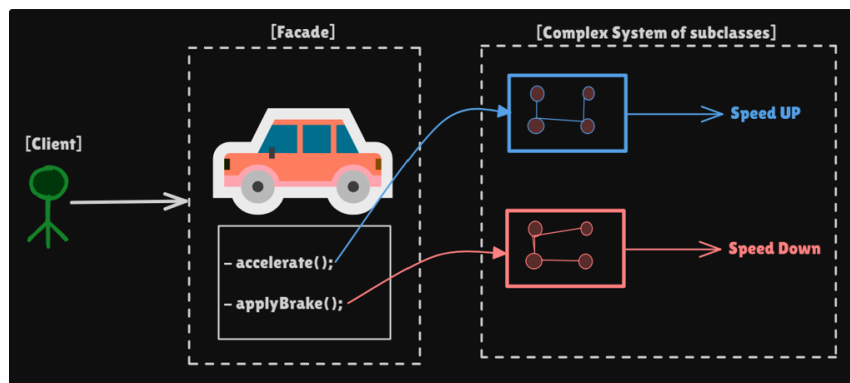 [Facade]
[Complex System of subclasses]
[Client]
Speed UP
Speed Down
– accelerate();
– applyBrake();